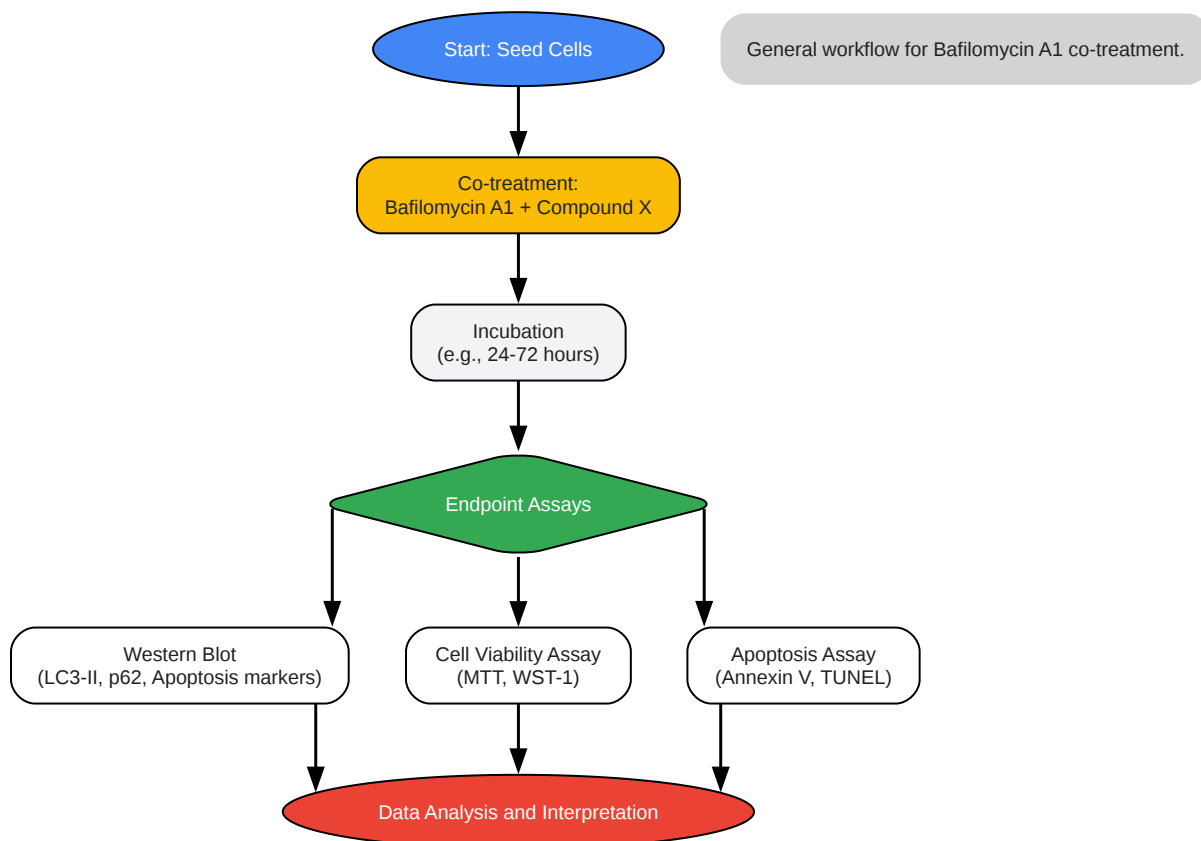 Start: Seed Cells
General workflow for Bafilomycin A1 co-treatment.
Co-treatment:
Bafilomycin A1 + Compound X
Incubation
(e.g., 24-72 hours)
Endpoint Assays
Western Blot
(LC3-II, p62, Apoptosis markers)
Cell Viability Assay
(MTT, WST-1)
Apoptosis Assay
(Annexin V, TUNEL)
Data Analysis and Interpretation